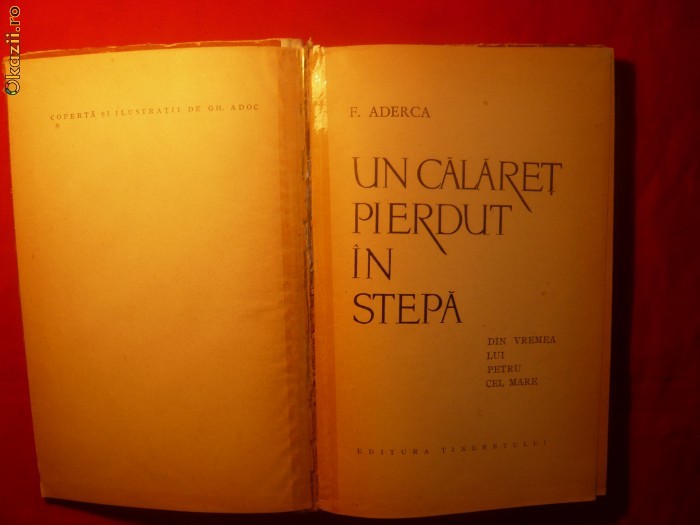 Okazii.ro
COPERTĂ ȘI ILUSTRAȚII DE GH. ADOC
F. ADERCA
UN CĂLĂREȚ
PIERDUT
ÎN
STEPĂ
DIN VREMEA
LUI
PETRU
CEL MARE
EDITURA TINERETULUI